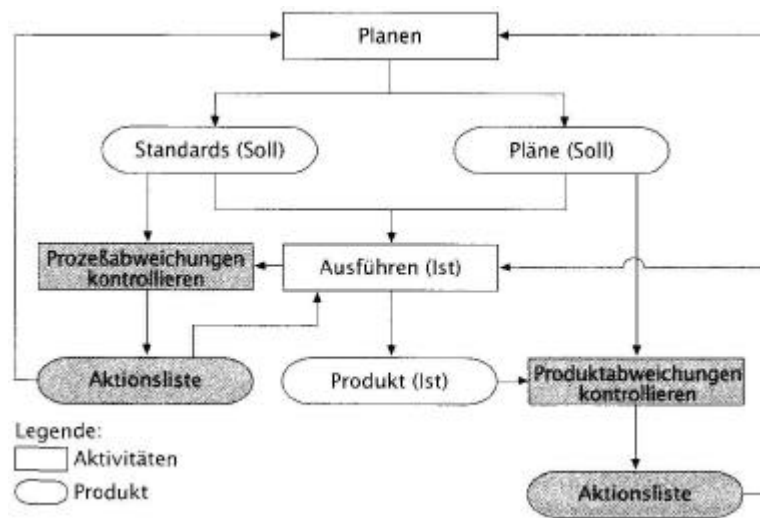 Planen
Standards (Soll)
Pläne (Soll)
Prozeßabweichungen
kontrollieren
Ausführen (Ist)
Aktionsliste
Produkt (Ist)
Produktabweichungen
kontrollieren
Legende:
Aktivitäten
Produkt
Aktionsliste